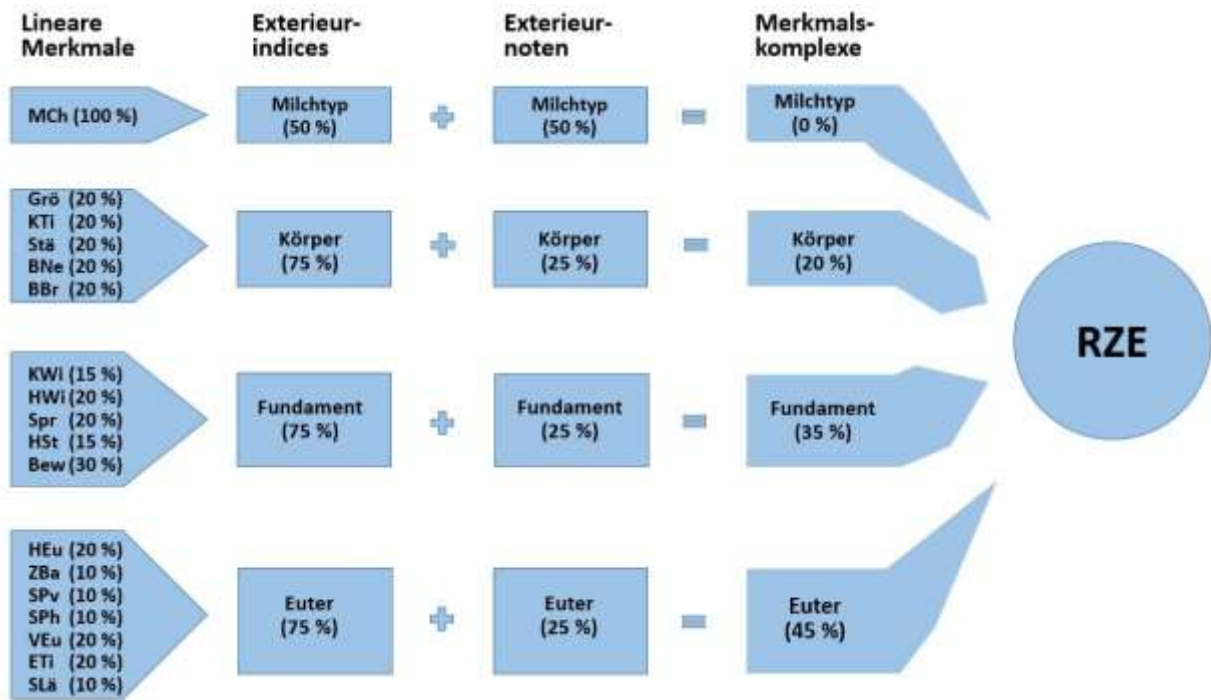 Lineare
Merkmale
Exterieur-
indices
Exterieur-
noten
Merkmals-
komplexe
MCh (100 %)
Milchtyp
(50 %)
+
Milchtyp
(50 %)
=
Milchtyp
(0 %)
Grö (20 %)
KTi (20 %)
Stä (20 %)
BNe (20 %)
BBr (20 %)
Körper
(75 %)
+
Körper
(25 %)
=
Körper
(20 %)
RZE
KWi (15 %)
HWi (20 %)
Spr (20 %)
HSt (15 %)
Bew (30 %)
Fundament
(75 %)
+
Fundament
(25 %)
=
Fundament
(35 %)
HEu (20 %)
ZBa (10 %)
SPv (10 %)
SPh (10 %)
VEu (20 %)
ETi (20 %)
SLä (10 %)
Euter
(75 %)
+
Euter
(25 %)
=
Euter
(45 %)